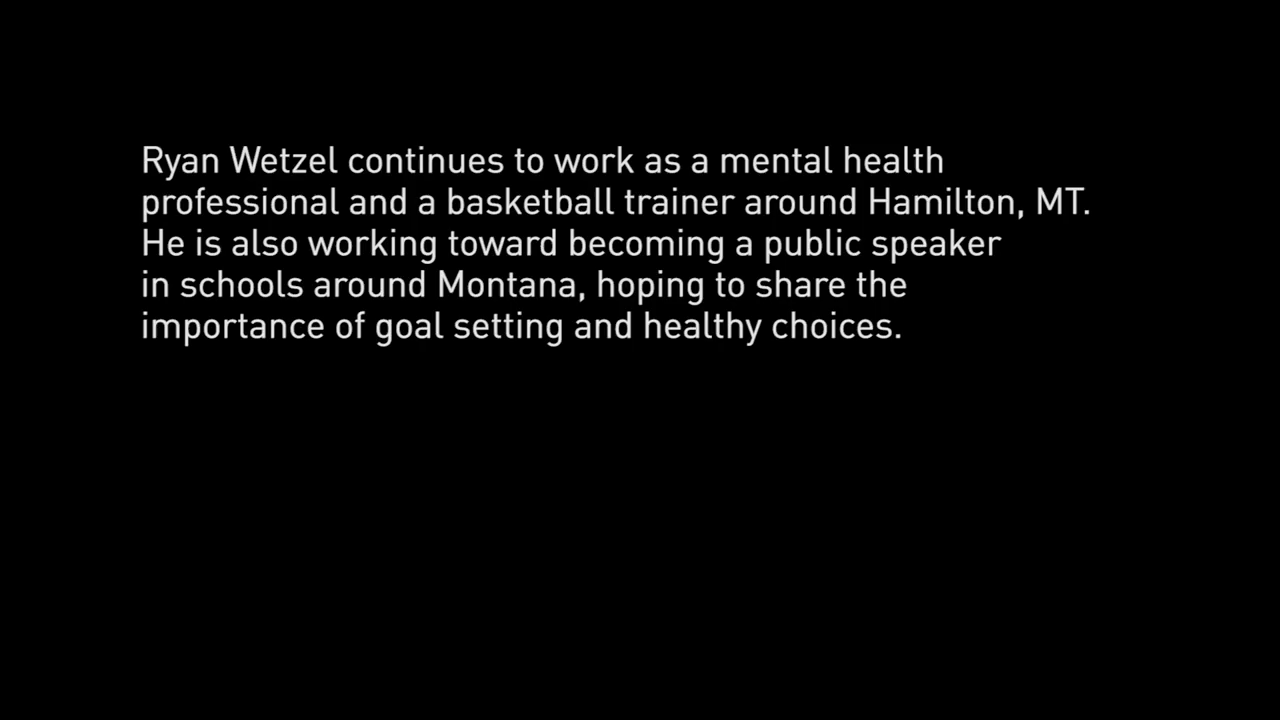 Ryan Wetzel continues to work as a mental health
professional and a basketball trainer around Hamilton, MT.
He is also working toward becoming a public speaker
in schools around Montana, hoping to share the
importance of goal setting and healthy choices.